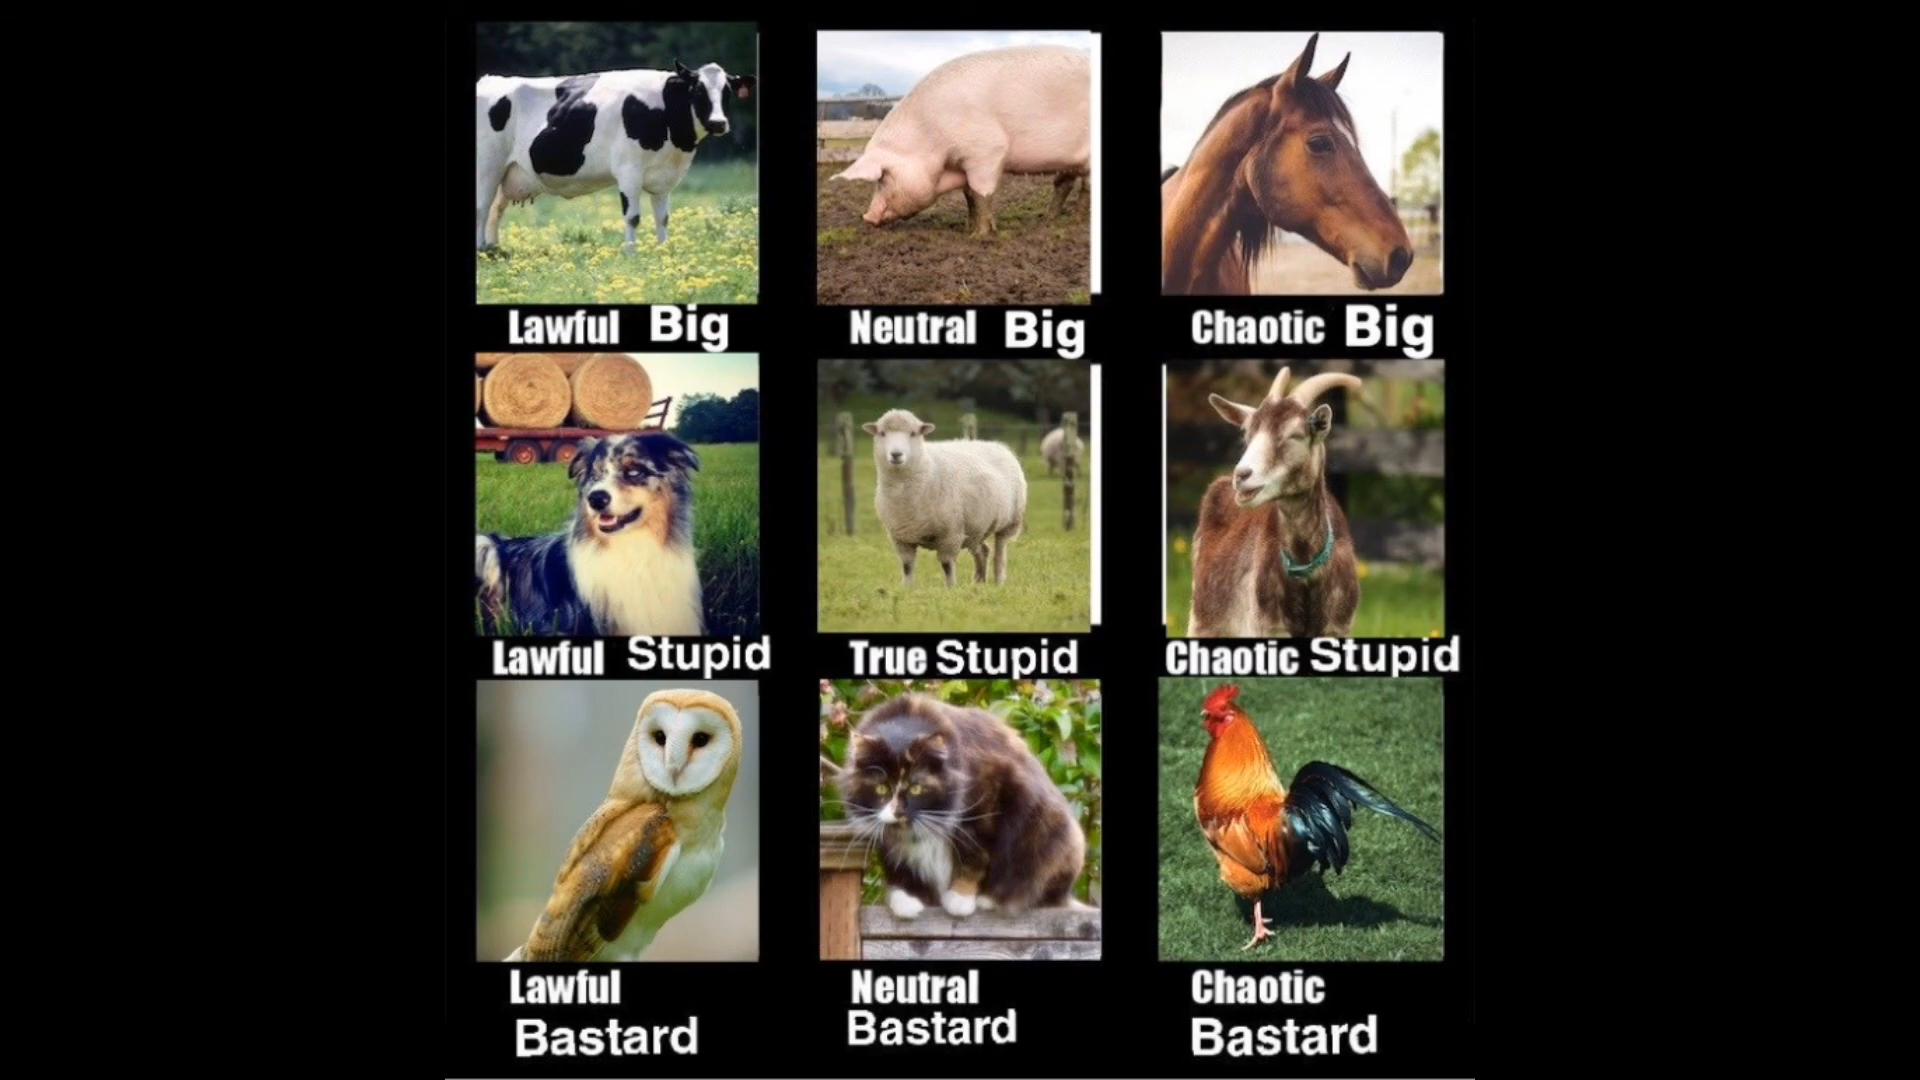 Lawful Big
Neutral Big
Chaotic Big
Lawful Stupid
True Stupid
Chaotic Stupid
Lawful
Bastard
Neutral
Bastard
Chaotic
Bastard